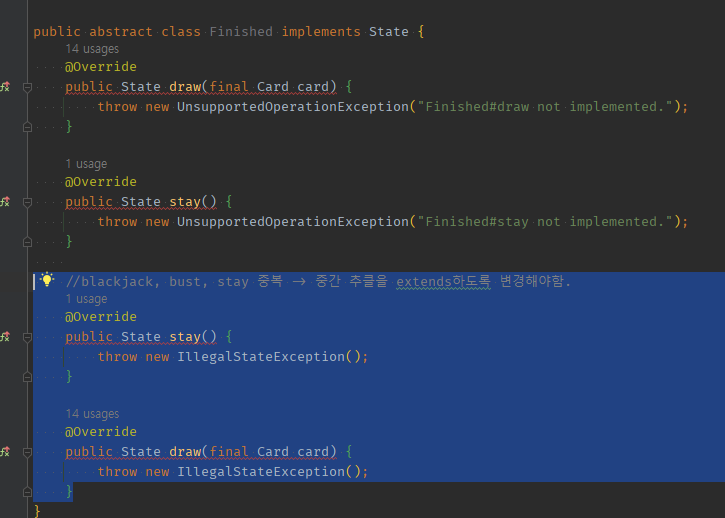 public abstract class Finished implements State {
14 usages
@Override
public State draw(final Card card) {
throw new UnsupportedOperationException("Finished#draw not implemented.");
}
1 usage
@Override
public State stay() {
throw new UnsupportedOperationException("Finished#stay not implemented.");
}
//blackjack, bust, stay 중복 -> 중간 추클을 extends하도록 변경해야함.
1 usage
@Override
public State stay() {
throw new IllegalStateException();
}
14 usages
@Override
public State draw(final Card card) {
throw new IllegalStateException();
}
}